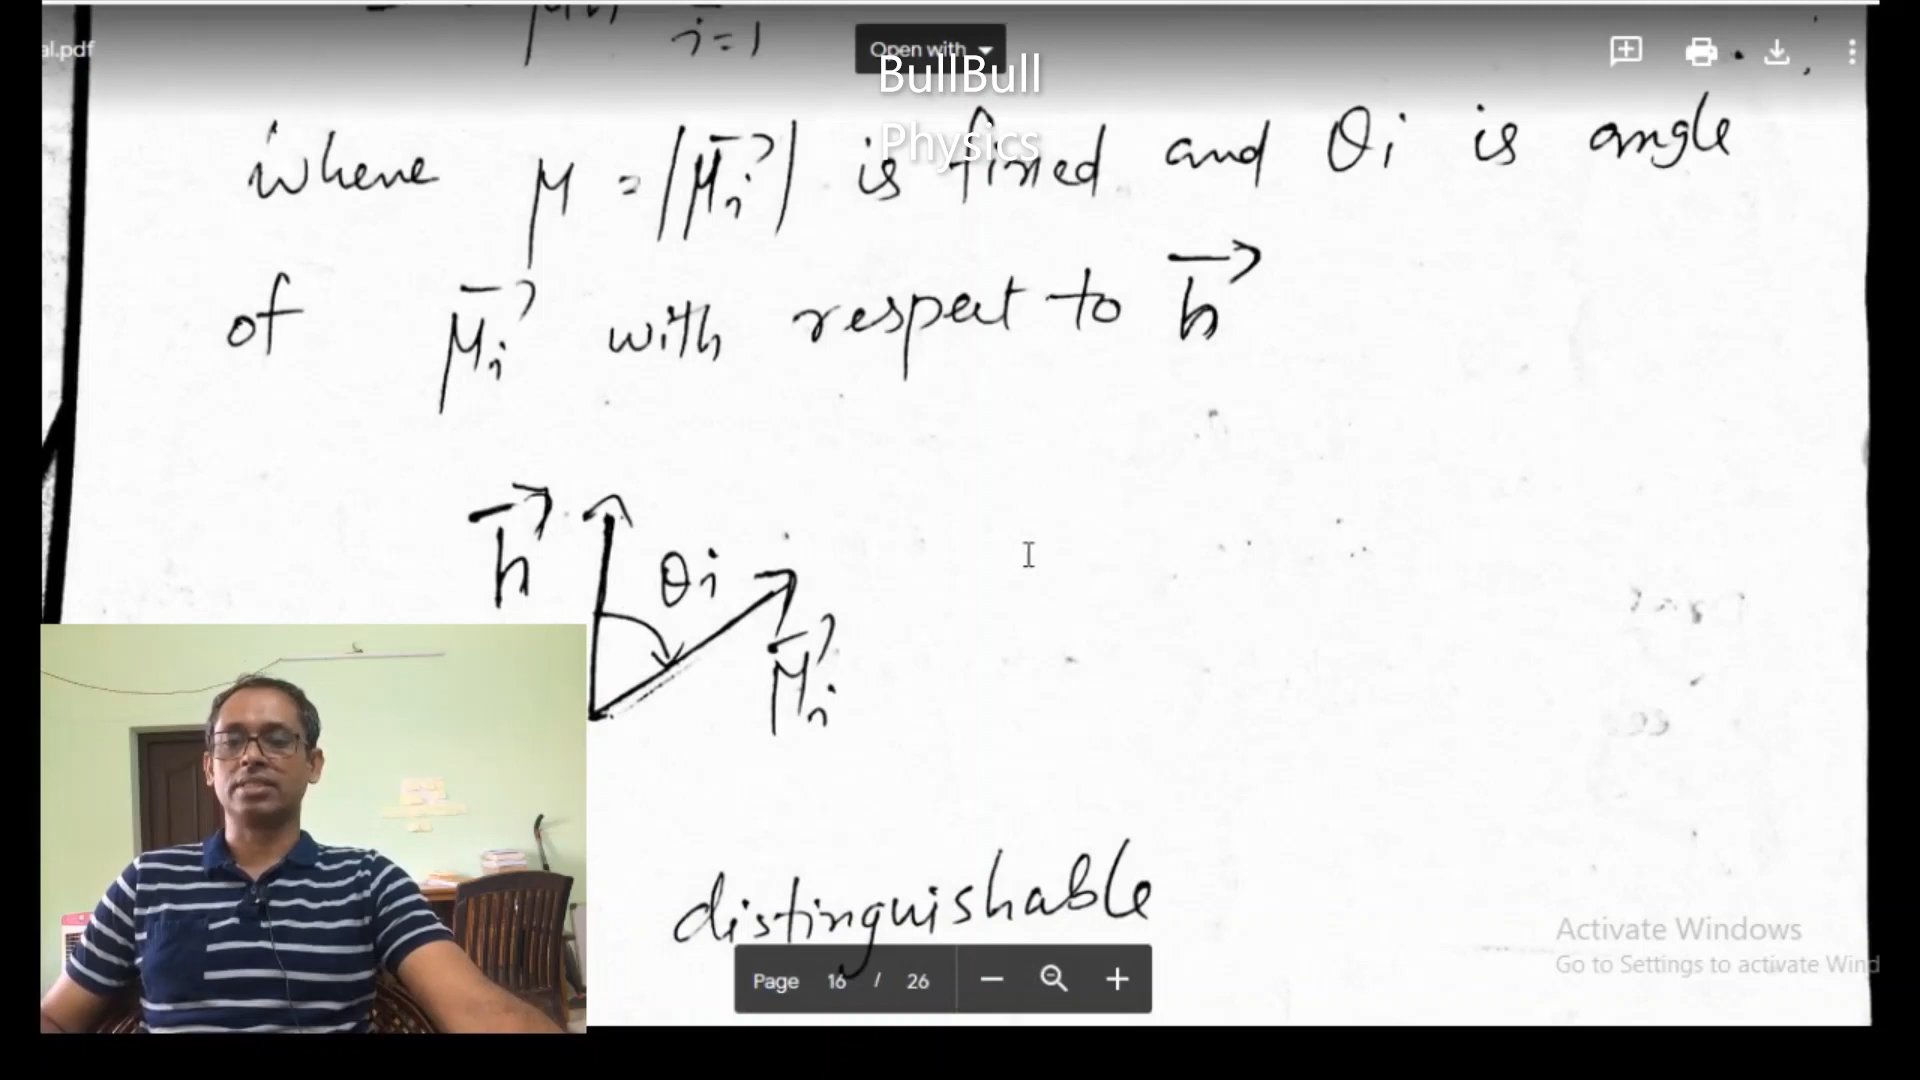 i=1
al.pdf
Open with
BullBull
Physics
where μ = |μi| is fixed and θi is angle
of μi with respect to h
h θi
μi
distinguishable
Page 16 / 26
Activate Windows
Go to Settings to activate Wind